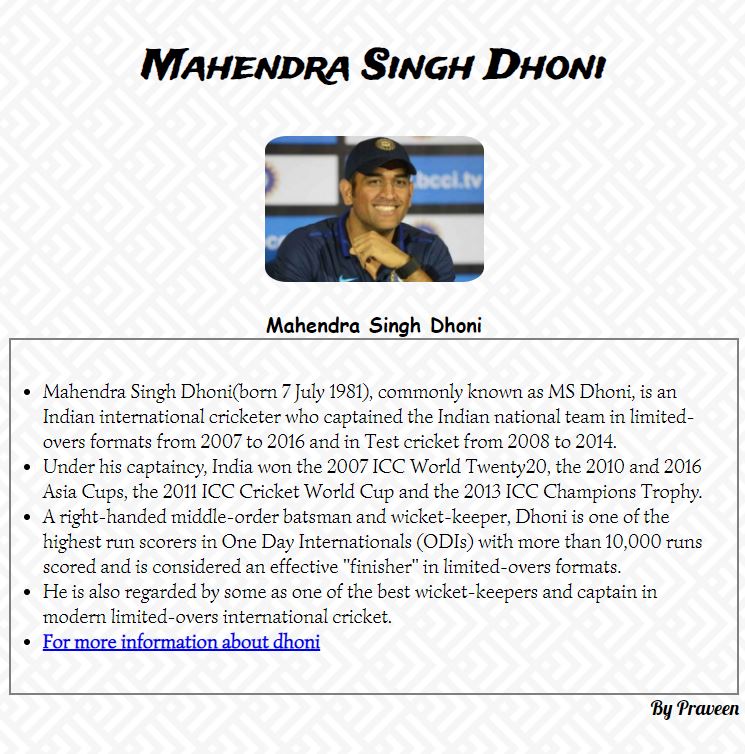 Mahendra Singh Dhoni
bcci.tv
Mahendra Singh Dhoni
Mahendra Singh Dhoni(born 7 July 1981), commonly known as MS Dhoni, is an
Indian international cricketer who captained the Indian national team in limited-
overs formats from 2007 to 2016 and in Test cricket from 2008 to 2014.
Under his captaincy, India won the 2007 ICC World Twenty20, the 2010 and 2016
Asia Cups, the 2011 ICC Cricket World Cup and the 2013 ICC Champions Trophy.
A right-handed middle-order batsman and wicket-keeper, Dhoni is one of the
highest run scorers in One Day Internationals (ODIs) with more than 10,000 runs
scored and is considered an effective "finisher" in limited-overs formats.
He is also regarded by some as one of the best wicket-keepers and captain in
modern limited-overs international cricket.
For more information about dhoni
By Praveen